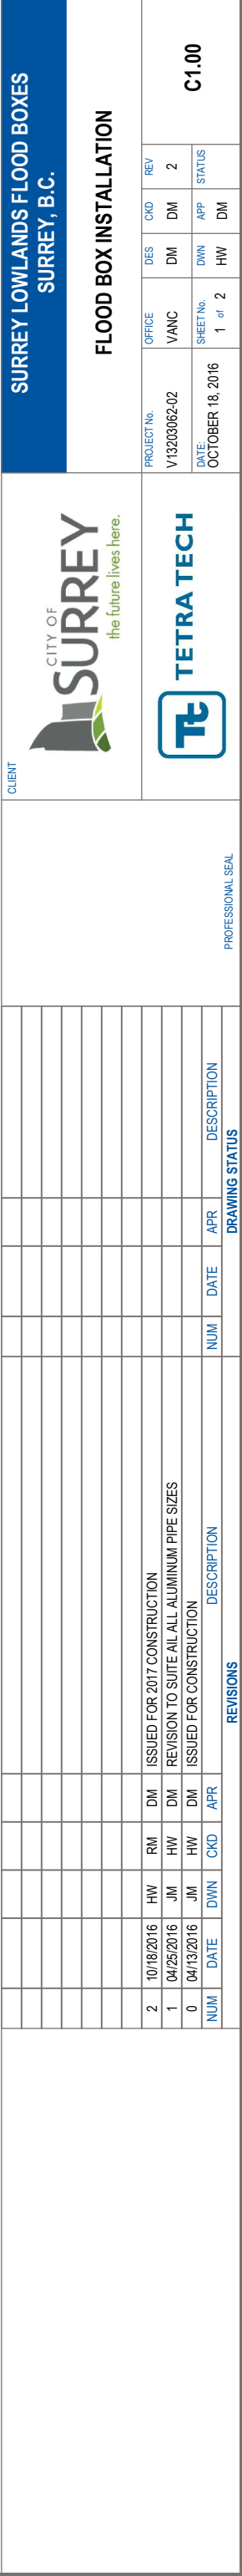 2 10/18/2016 HW RM DM ISSUED FOR 2017 CONSTRUCTION
1 04/25/2016 JM HW DM REVISION TO SUITE AIL ALL ALUMINUM PIPE SIZES
0 04/13/2016 JM HW DM ISSUED FOR CONSTRUCTION
NUM DATE DWN CKD APR DESCRIPTION
REVISIONS
NUM DATE APR DESCRIPTION
DRAWING STATUS
PROFESSIONAL SEAL
CLIENT
CITY OF
SURREY
the future lives here.
Tt TETRA TECH
SURREY LOWLANDS FLOOD BOXES
SURREY, B.C.
FLOOD BOX INSTALLATION
PROJECT No. OFFICE DES CKD REV
V13203062-02 VANC DM DM 2
DATE: SHEET No. DWN APP STATUS
OCTOBER 18, 2016 1 of 2 HW DM
C1.00